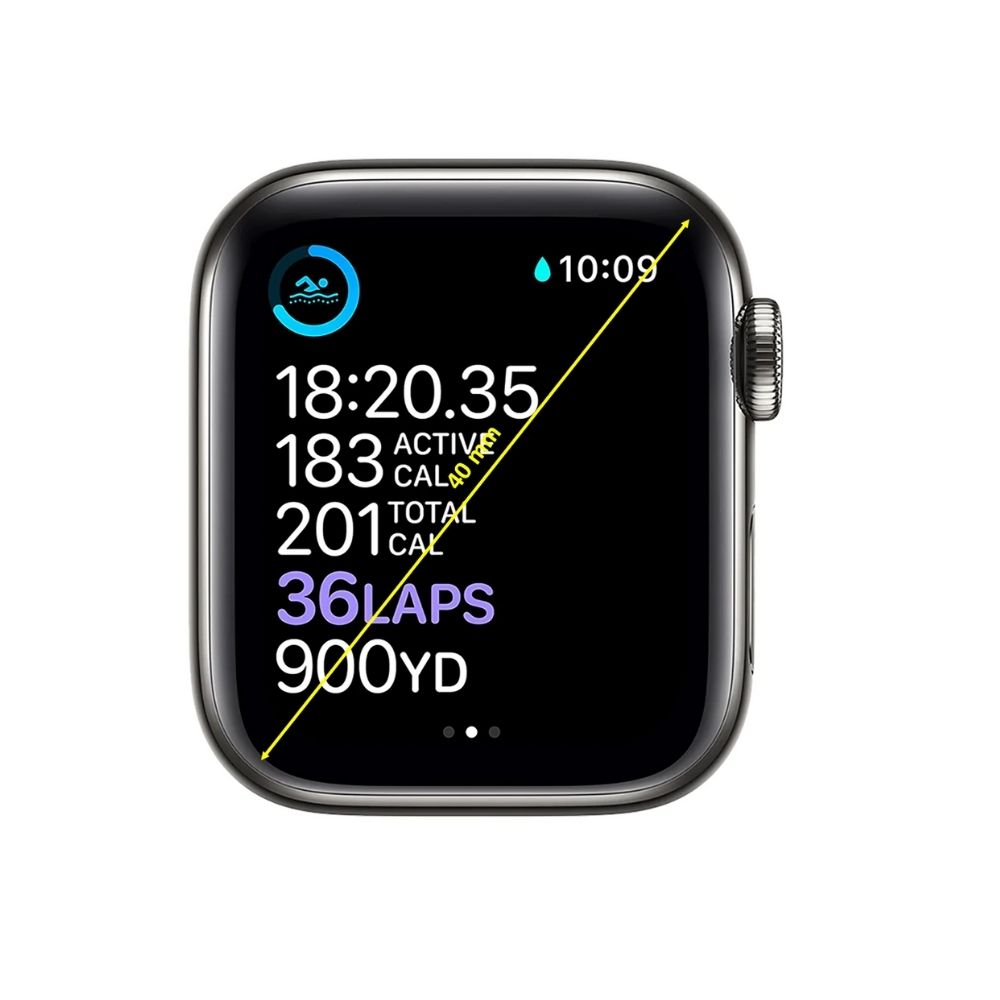 10:09
18:20.35
183 ACTIVE CAL
201 TOTAL CAL
36LAPS
900YD
40 mm